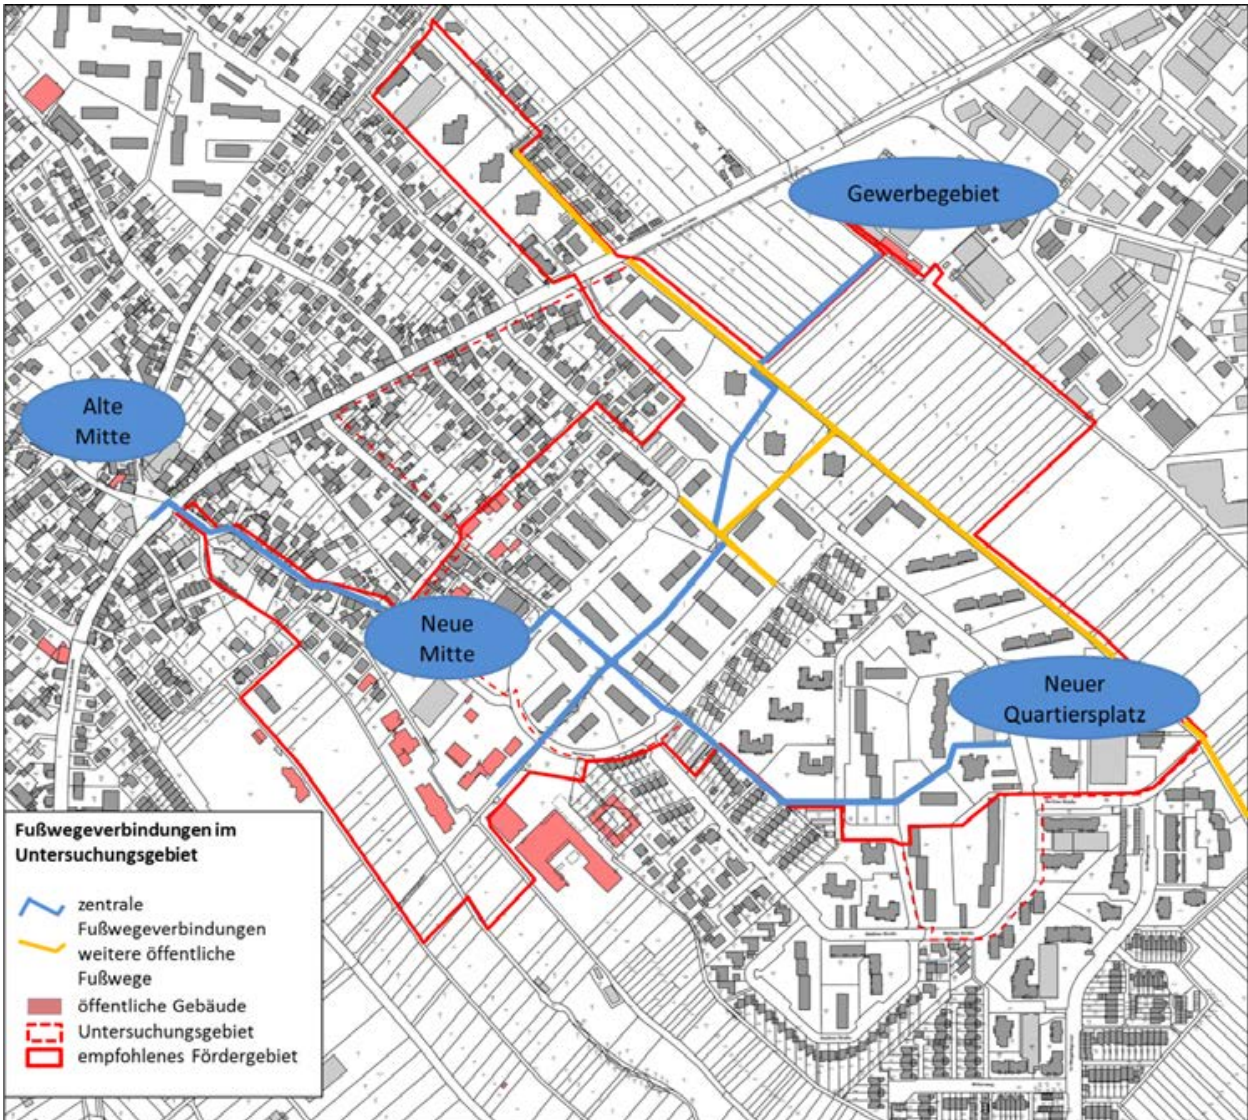 Gewerbegebiet
Alte
Mitte
Neue
Mitte
Neuer
Quartiersplatz
Fußwegeverbindungen im
Untersuchungsgebiet
zentrale
Fußwegeverbindungen
weitere öffentliche
Fußwege
öffentliche Gebäude
Untersuchungsgebiet
empfohlenes Fördergebiet